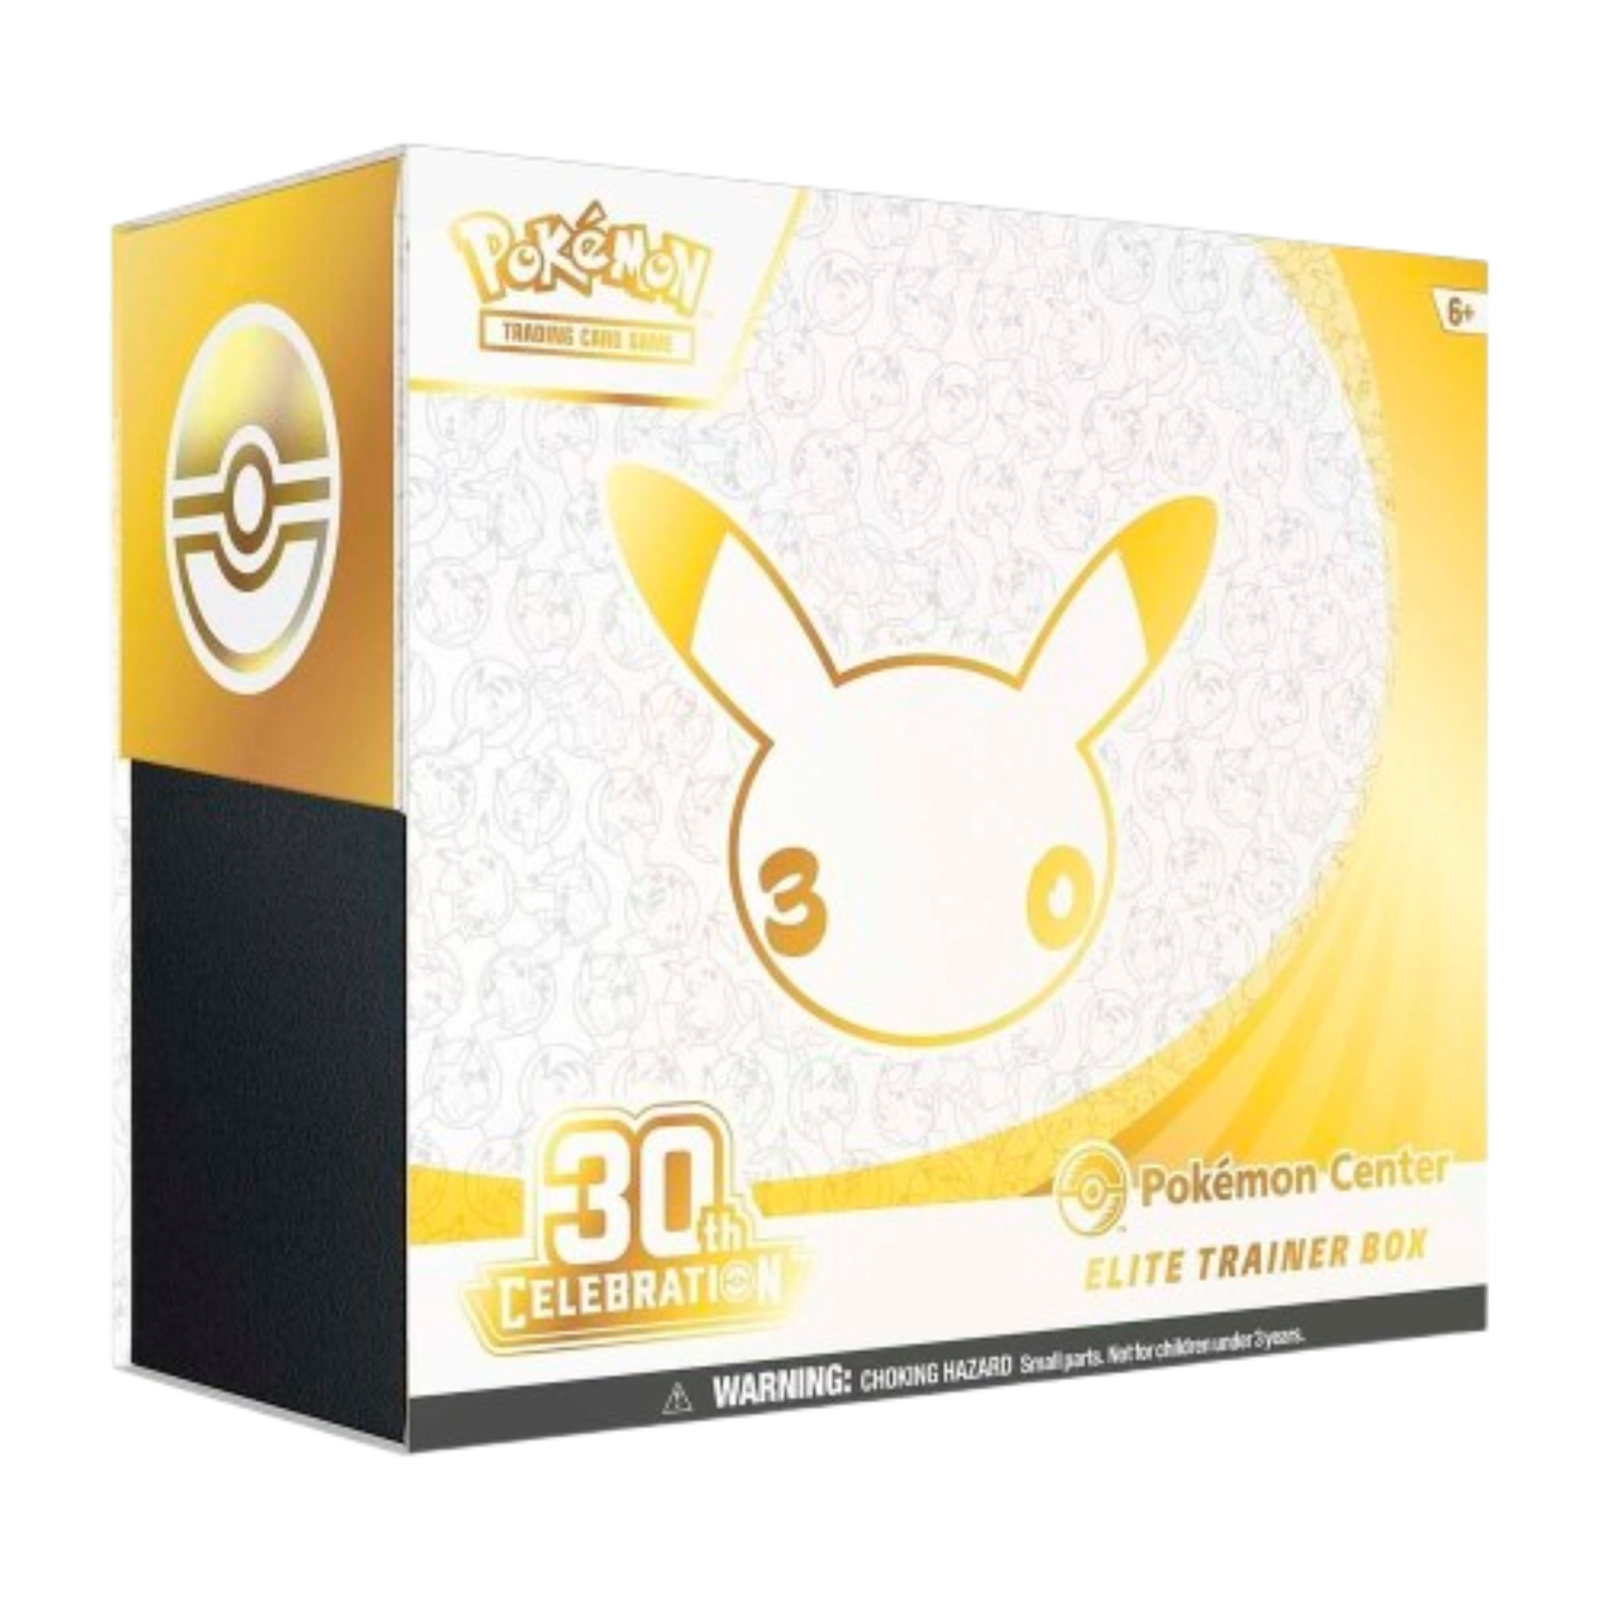 POKéMON
TRADING CARD GAME
6+
3 0
30th
CELEBRATION
Pokémon Center
ELITE TRAINER BOX
WARNING: CHOKING HAZARD Small parts. Not for children under 3 years.